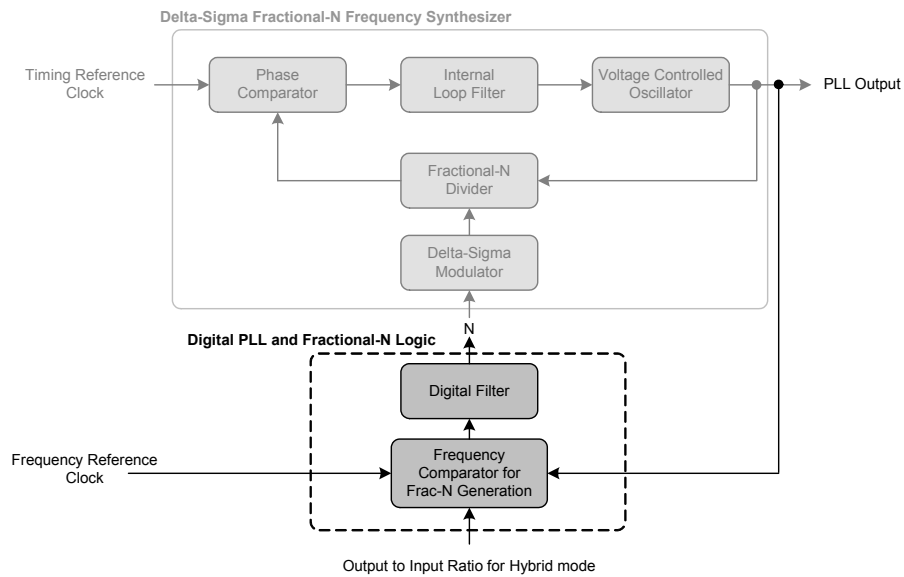 Delta-Sigma Fractional-N Frequency Synthesizer
Timing Reference
Clock
Phase
Comparator
Internal
Loop Filter
Voltage Controlled
Oscillator
PLL Output
Fractional-N
Divider
Delta-Sigma
Modulator
N
Digital PLL and Fractional-N Logic
Digital Filter
Frequency Reference
Clock
Frequency
Comparator for
Frac-N Generation
Output to Input Ratio for Hybrid mode